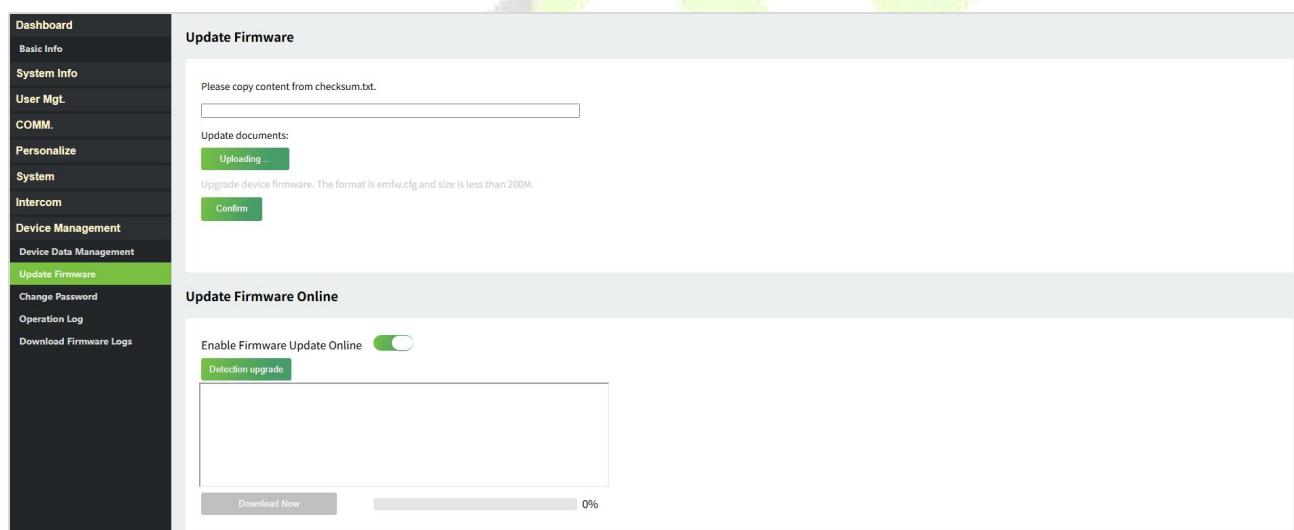 Dashboard
Basic Info
System Info
User Mgt.
COMM.
Personalize
System
Intercom
Device Management
Device Data Management
Update Firmware
Change Password
Operation Log
Download Firmware Logs
Update Firmware
Please copy content from checksum.txt.
Update documents:
Uploading ...
Upgrade device firmware. The format is emfw.cfg and size is less than 200M.
Confirm
Update Firmware Online
Enable Firmware Update Online
Detection upgrade
Download Now 0%